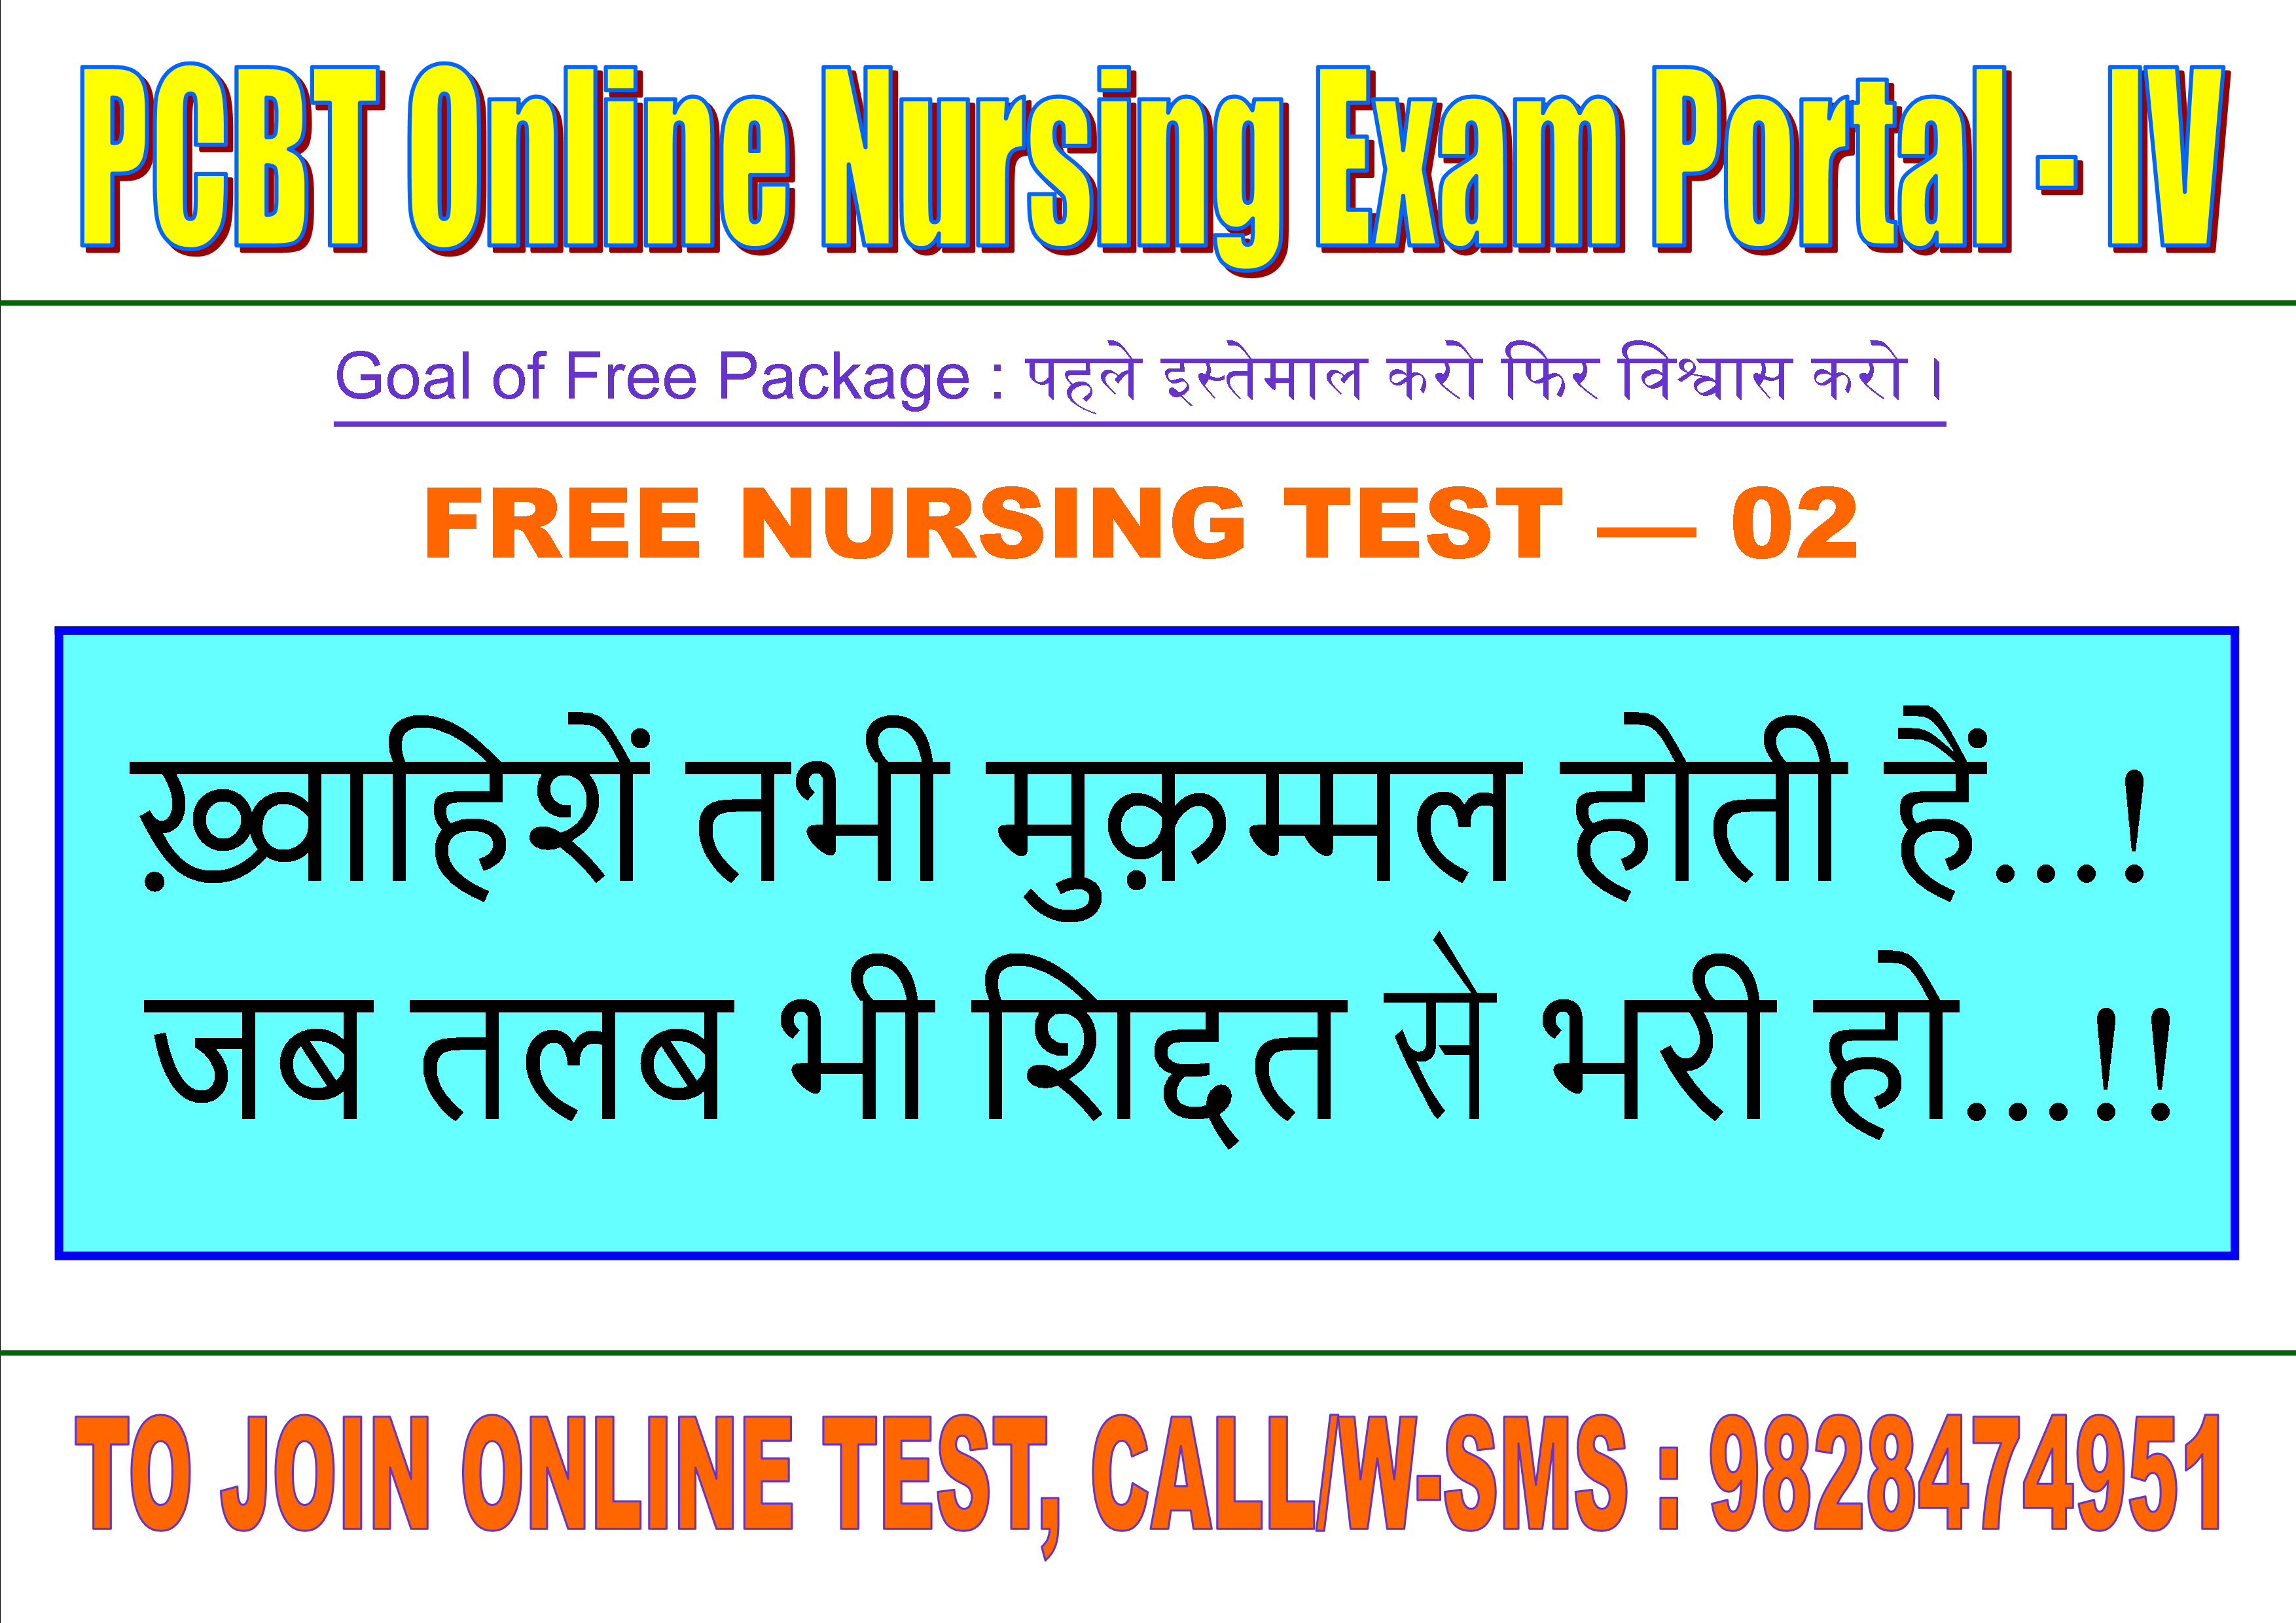 PCBT Online Nursing Exam Portal - IV
Goal of Free Package : पहले इस्तेमाल करो फिर विश्वास करो ।
FREE NURSING TEST — 02
ख़्वाहिशें तभी मुक़म्मल होती हैं...!
जब तलब भी शिद्दत से भरी हो...!!
TO JOIN ONLINE TEST, CALL/W-SMS : 9828474951